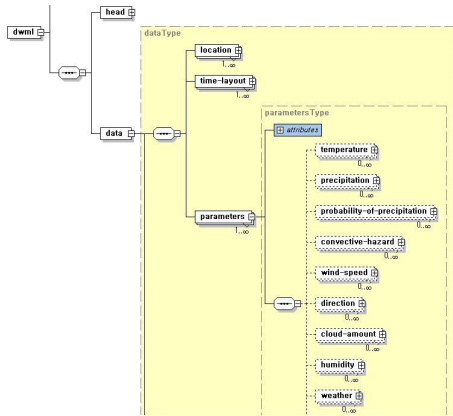 head
dwml
dataType
location
1..∞
time-layout
1..∞
parametersType
attributes
data
temperature
0..∞
precipitation
0..∞
probability-of-precipitation
0..∞
parameters
1..∞
convective-hazard
0..∞
wind-speed
0..∞
direction
0..∞
cloud-amount
0..∞
humidity
0..∞
weather
0..∞